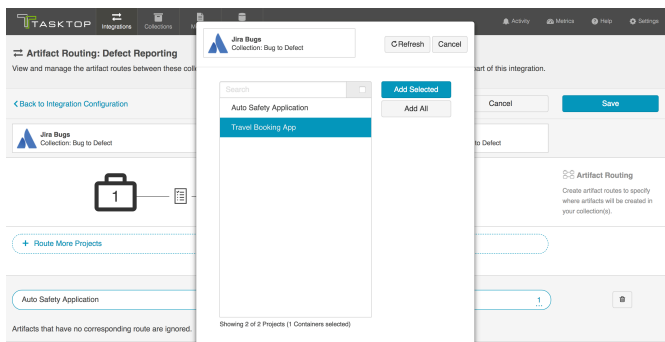 TASKTOP
Integrations
Collections
M
Activity
Metrics
Help
Settings
Jira Bugs
Collection: Bug to Defect
Refresh
Cancel
Artifact Routing: Defect Reporting
View and manage the artifact routes between these coll
art of this integration.
Search
Add Selected
Auto Safety Application
Add All
Travel Booking App
Back to Integration Configuration
Cancel
Save
Jira Bugs
Collection: Bug to Defect
to Defect
1
Artifact Routing
Create artifact routes to specify
where artifacts will be created in
your collection(s).
+ Route More Projects
Auto Safety Application
1
Showing 2 of 2 Projects (1 Containers selected)
Artifacts that have no corresponding route are ignored.